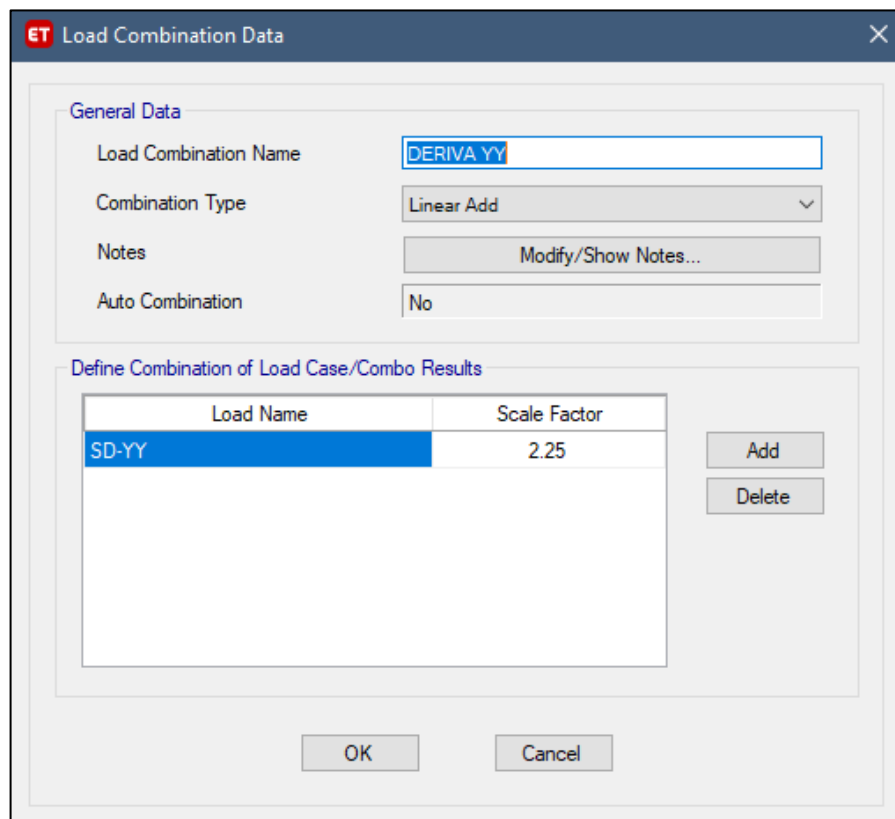 ET Load Combination Data
General Data
Load Combination Name DERIVA YY
Combination Type Linear Add
Notes Modify/Show Notes...
Auto Combination No
Define Combination of Load Case/Combo Results
Load Name Scale Factor
SD-YY 2.25 Add
Delete
OK Cancel